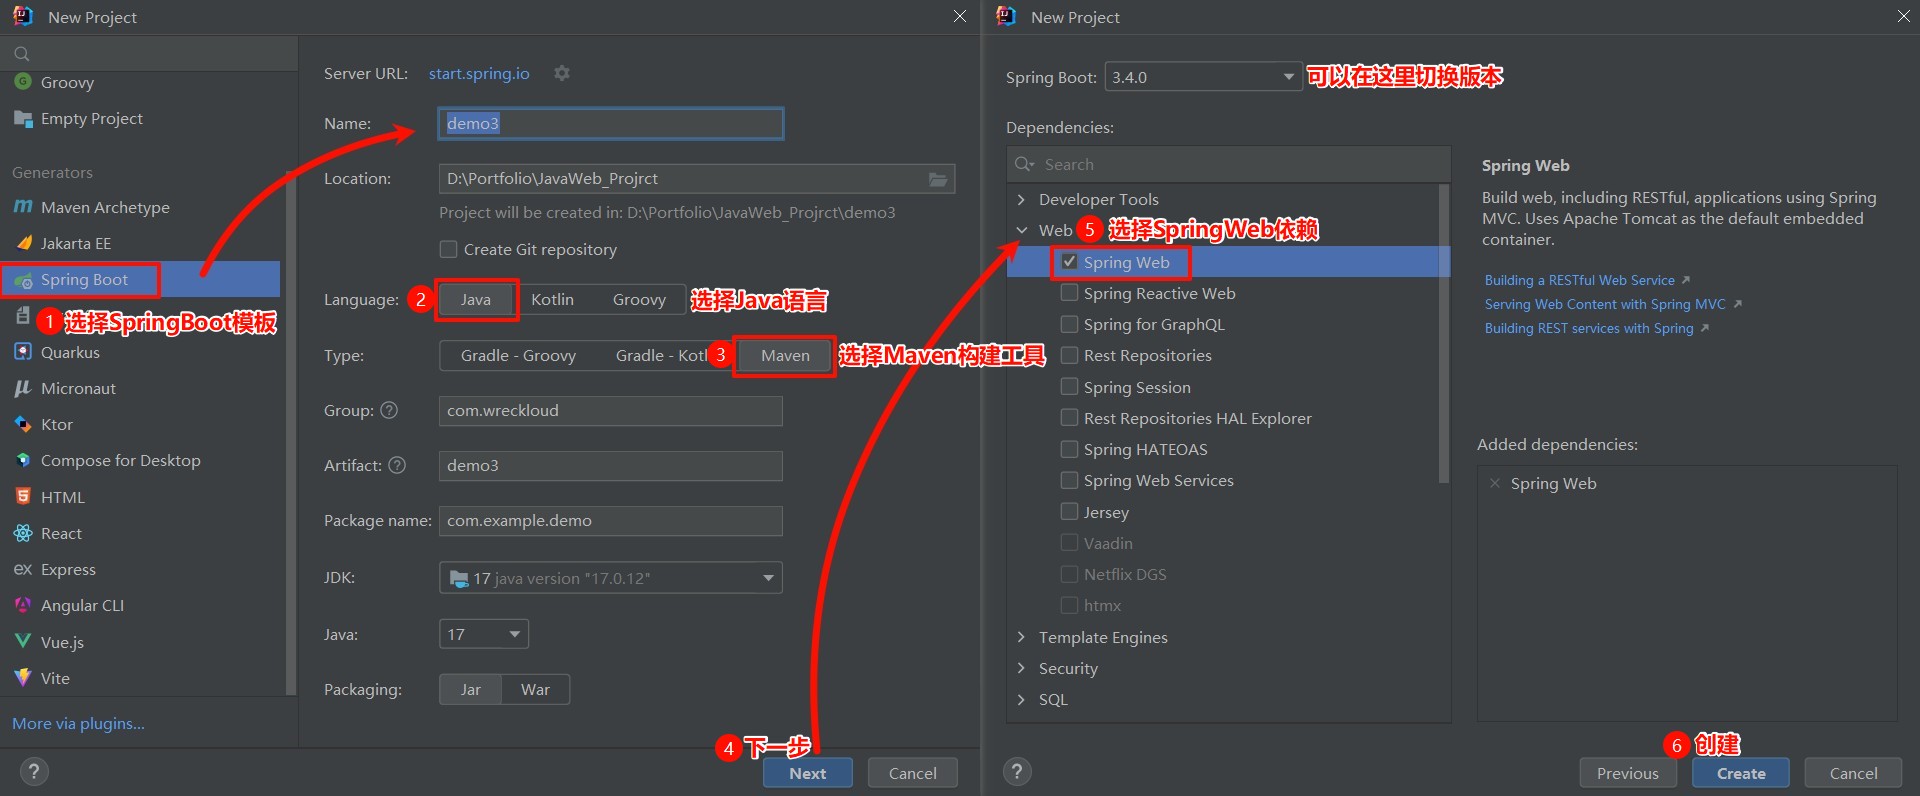 New Project
Groovy
Empty Project
Generators
Maven Archetype
Jakarta EE
Spring Boot
1 选择SpringBoot模板
Quarkus
Micronaut
Ktor
Compose for Desktop
HTML
React
ex Express
Angular CLI
Vue.js
Vite
More via plugins...
?
Server URL: start.spring.io
Name: demo3
Location: D:\Portfolio\JavaWeb_Projrct
Project will be created in: D:\Portfolio\JavaWeb_Projrct\demo3
Create Git repository
Language: 2 Java Kotlin Groovy 选择Java语言
Type: Gradle - Groovy Gradle - Kotl 3 Maven 选择Maven构建工具
Group: ? com.wreckloud
Artifact: ? demo3
Package name: com.example.demo
JDK: 17 java version "17.0.12"
Java: 17
Packaging: Jar War
4 下一步
Next Cancel
New Project
Spring Boot: 3.4.0 可以在这里切换版本
Dependencies:
Search
Developer Tools
Web 5 选择SpringWeb依赖
Spring Web
Spring Reactive Web
Spring for GraphQL
Rest Repositories
Spring Session
Rest Repositories HAL Explorer
Spring HATEOAS
Spring Web Services
Jersey
Vaadin
Netflix DGS
htmx
Template Engines
Security
SQL
Spring Web
Build web, including RESTful, applications using Spring
MVC. Uses Apache Tomcat as the default embedded
container.
Building a RESTful Web Service
Serving Web Content with Spring MVC
Building REST services with Spring
Added dependencies:
Spring Web
6 创建
?
Previous Create Cancel